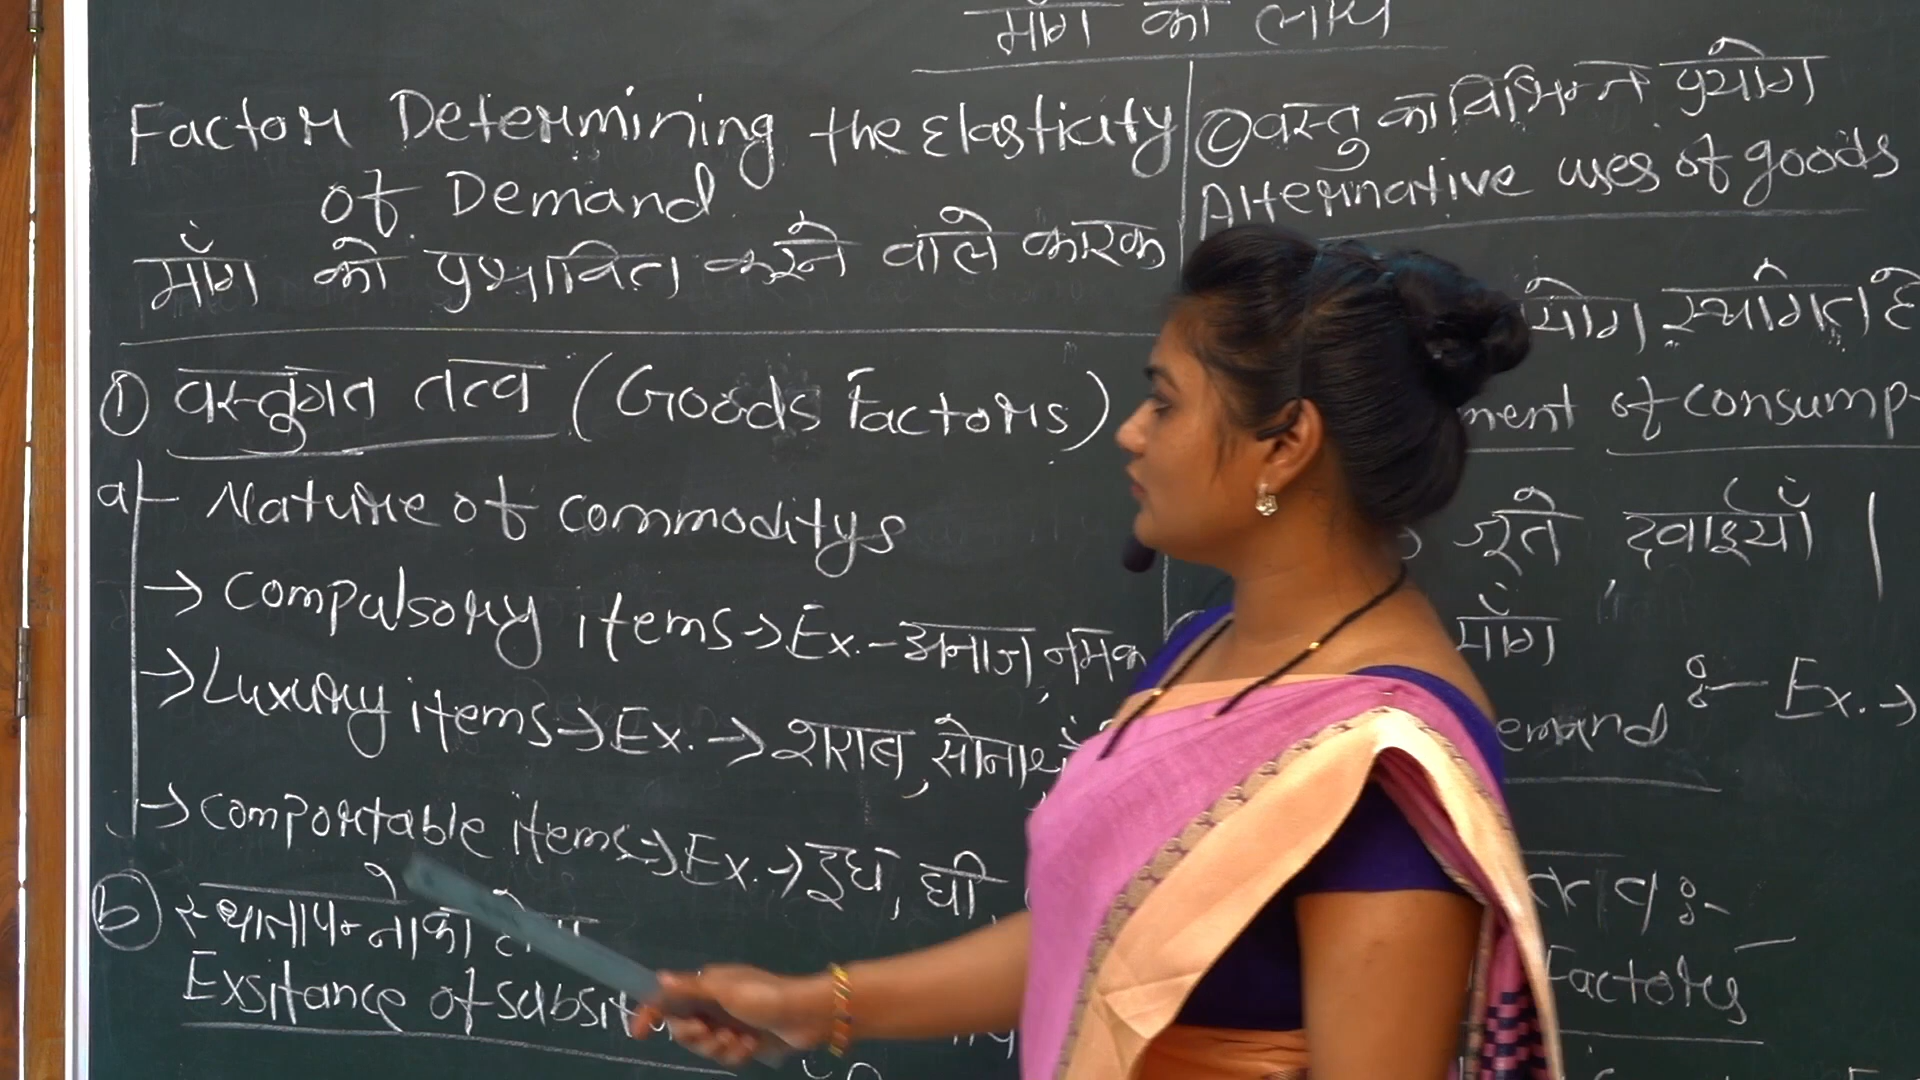 माँग की लोच
Factor Determining the Elasticity
of Demand
माँग को प्रभावित करने वाले कारक
① वस्तुगत तत्व (Goods Factors)
a) Nature of commoditys
→ Compulsory items → Ex.- अनाज, नमक
→ Luxury items → Ex. → शराब, सोना
→ comportable items → Ex. → दूध, घी,
ⓑ स्थानापन्नो का
Exsitance of subsit
ⓒ वस्तु का विभिन्न प्रयोग
Alternative uses of goods
योग स्थगित है
ment of consump-
जूते, दवाईयाँ |
माँग
emand :- Ex. →
त्व :-
Factors